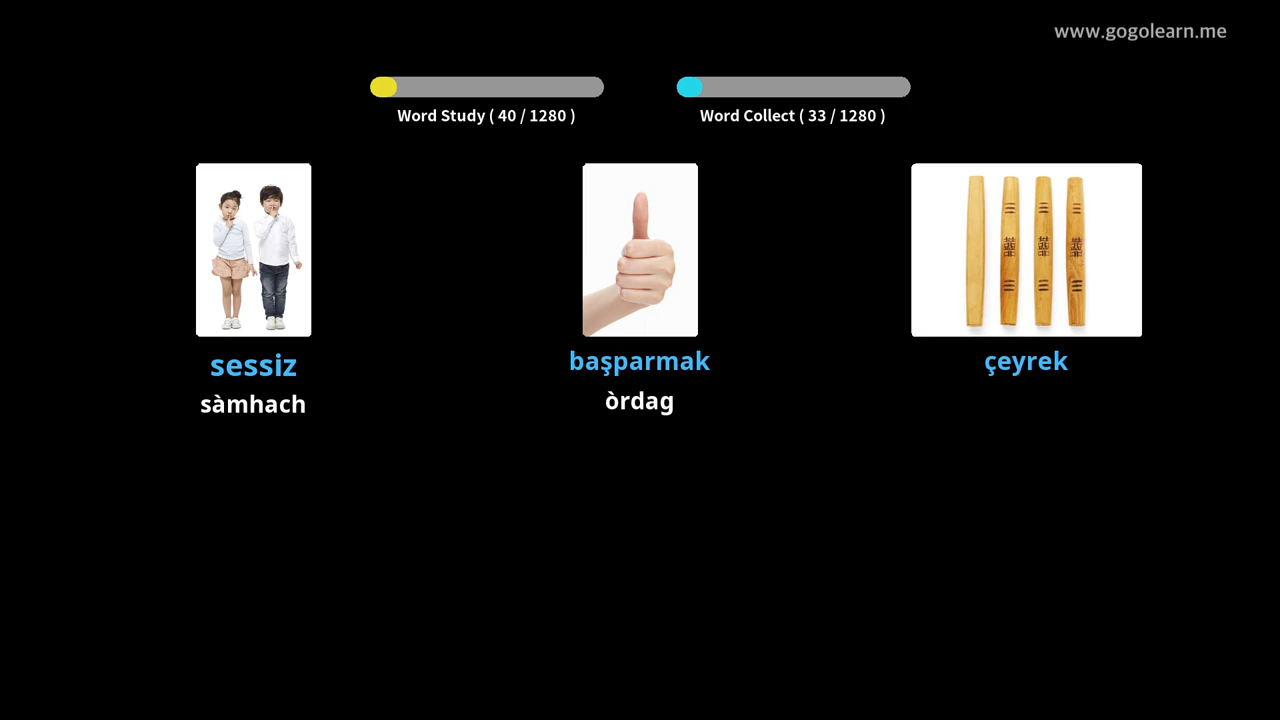 www.gogolearn.me
Word Study ( 40 / 1280 )
Word Collect ( 33 / 1280 )
sessiz
sàmhach
başparmak
òrdag
çeyrek